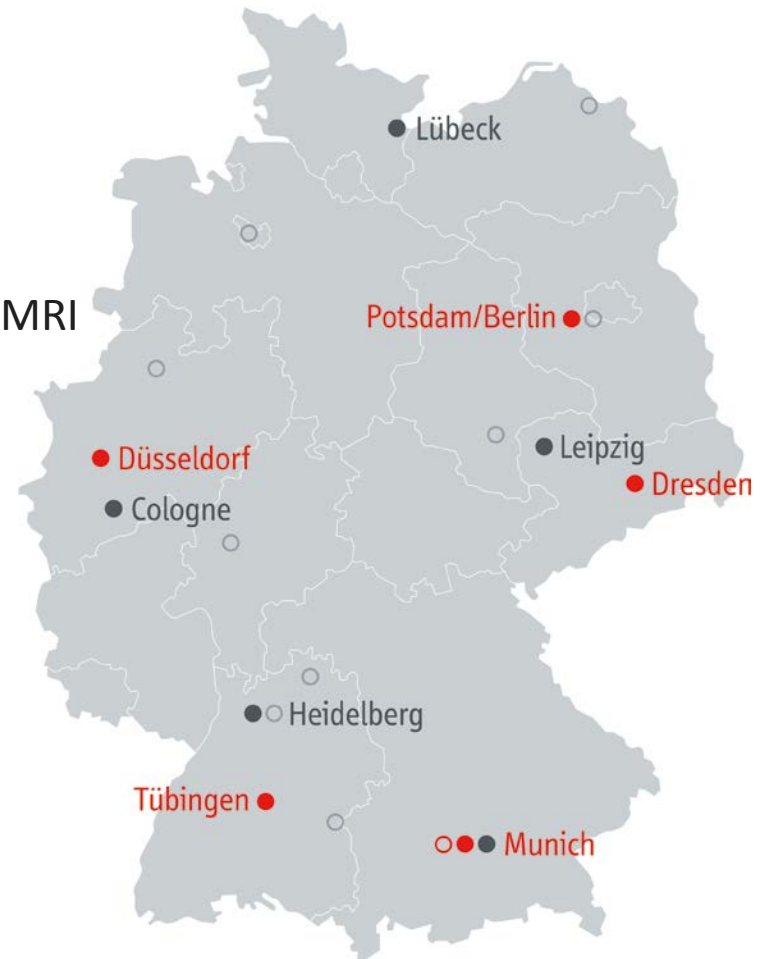 Lübeck
MRI
Potsdam/Berlin
Leipzig
Düsseldorf
Dresden
Cologne
Heidelberg
Tübingen
Munich